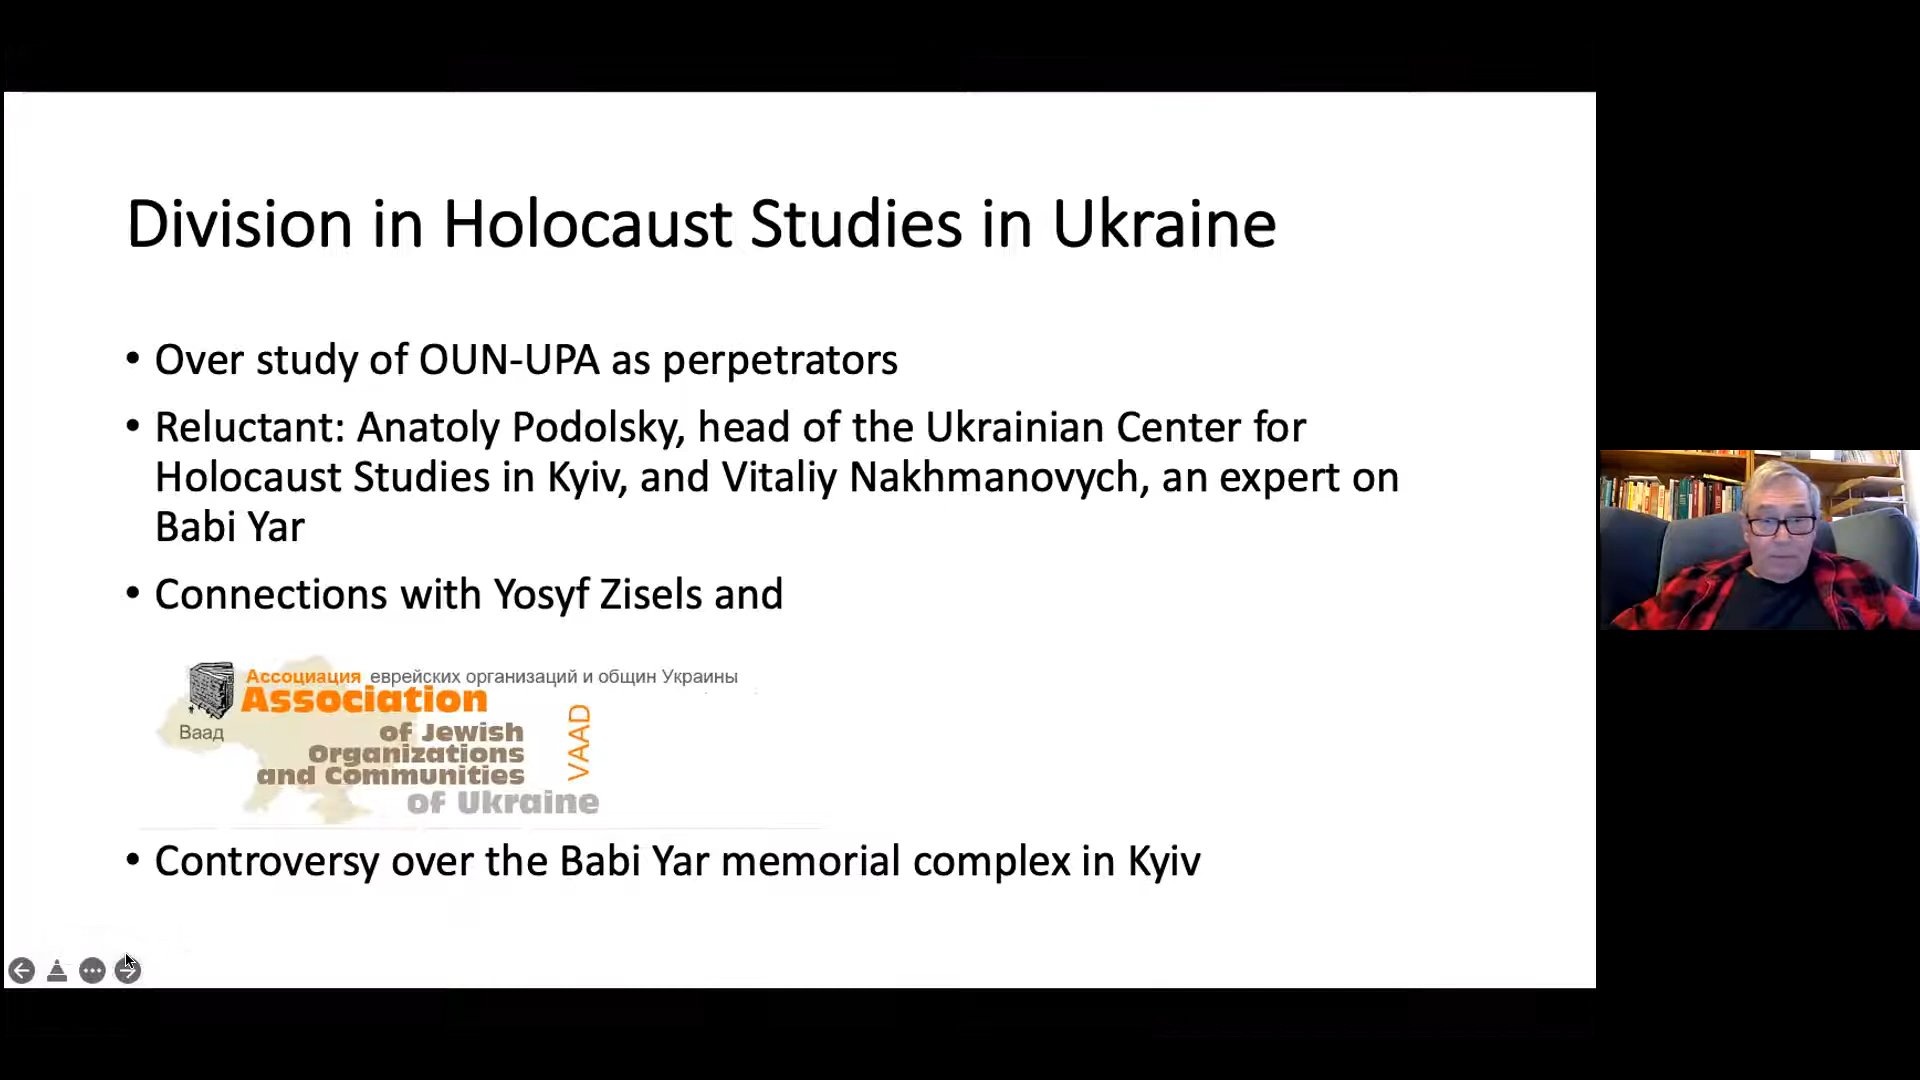 Division in Holocaust Studies in Ukraine
• Over study of OUN-UPA as perpetrators
• Reluctant: Anatoly Podolsky, head of the Ukrainian Center for
Holocaust Studies in Kyiv, and Vitaliy Nakhmanovych, an expert on
Babi Yar
• Connections with Yosyf Zisels and
Ассоциация еврейских организаций и общин Украины
Association
Ваад
of Jewish
Organizations
and Communities
of Ukraine
VAAD
• Controversy over the Babi Yar memorial complex in Kyiv